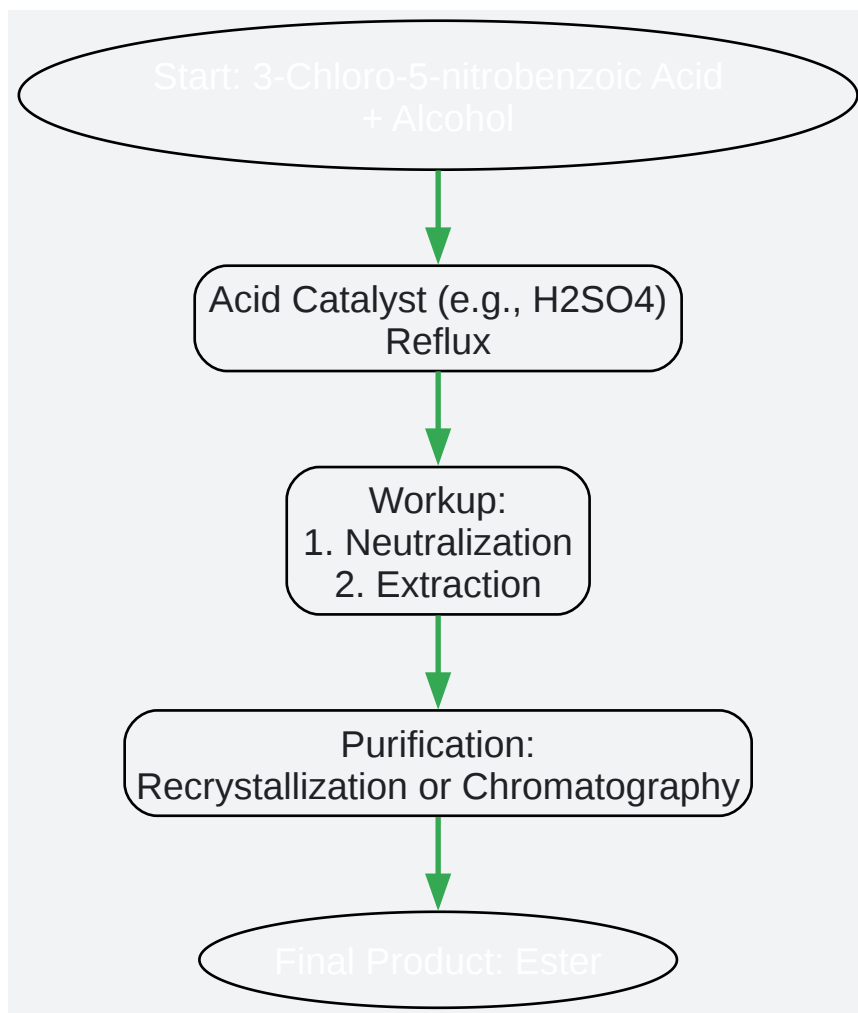 Start: 3-Chloro-5-nitrobenzoic Acid
+ Alcohol
Acid Catalyst (e.g., H2SO4)
Reflux
Workup:
1. Neutralization
2. Extraction
Purification:
Recrystallization or Chromatography
Final Product: Ester